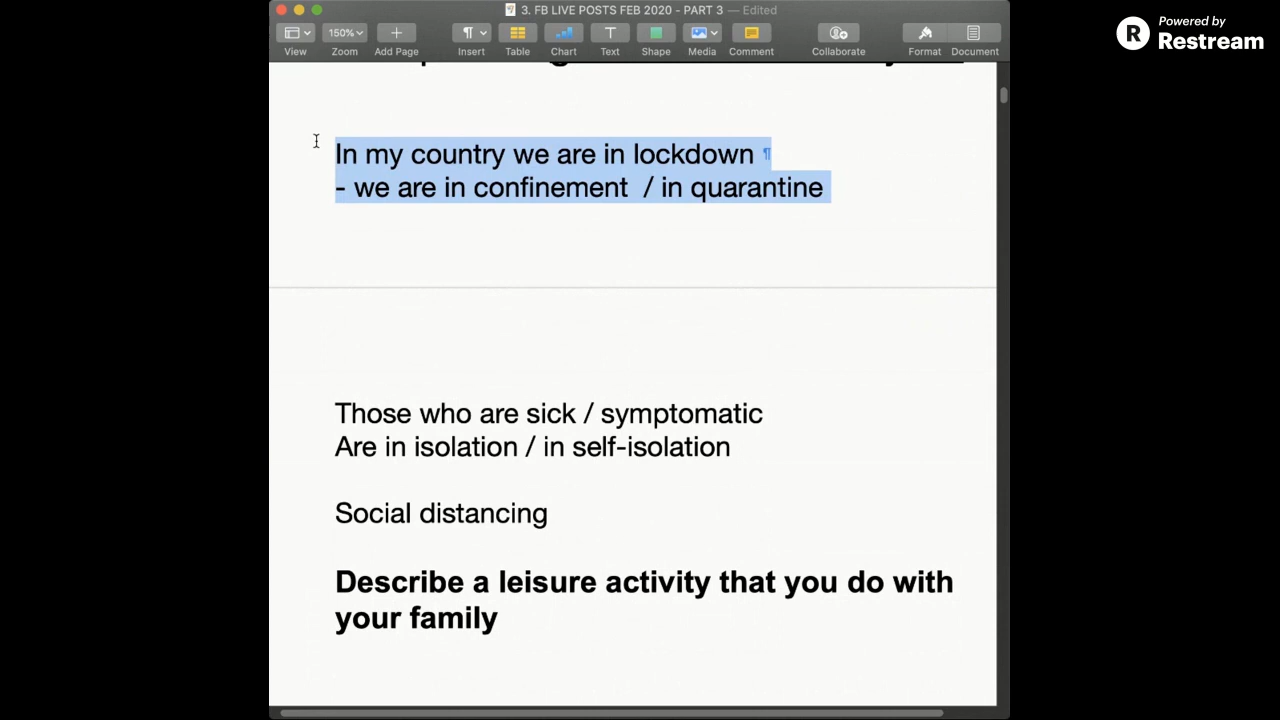 3. FB LIVE POSTS FEB 2020 - PART 3 — Edited
Powered by
R Restream
150%
View Zoom Add Page Insert Table Chart Text Shape Media Comment Collaborate Format Document
In my country we are in lockdown ¶
- we are in confinement / in quarantine
Those who are sick / symptomatic
Are in isolation / in self-isolation
Social distancing
Describe a leisure activity that you do with
your family